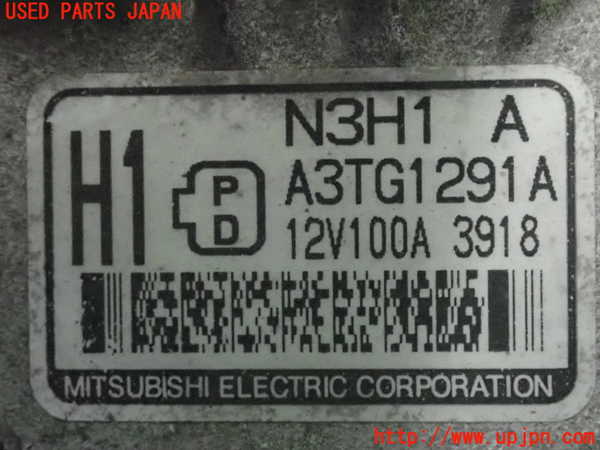 USED PARTS JAPAN
N3H1 A
H1
P
D
A3TG1291A
12V100A 3918
MITSUBISHI ELECTRIC CORPORATION
http://www.upjpn.com/